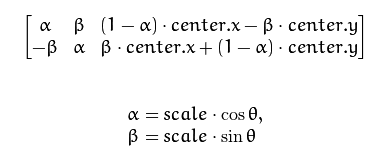 [ α β (1 − α) · center.x − β · center.y ]
[ −β α β · center.x + (1 − α) · center.y ]
α = scale · cos θ,
β = scale · sin θ